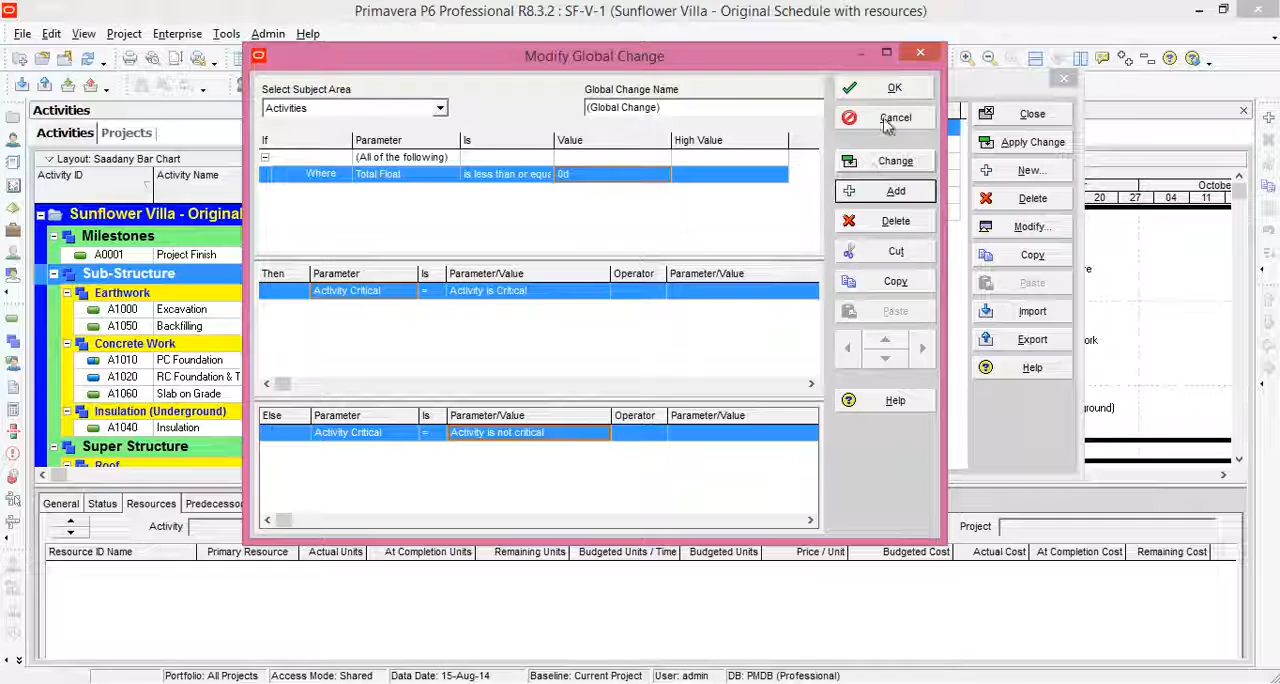 Primavera P6 Professional R8.3.2 : SF-V-1 (Sunflower Villa - Original Schedule with resources)
File Edit View Project Enterprise Tools Admin Help
Modify Global Change
Select Subject Area
Global Change Name
Activities
(Global Change)
If Parameter Is Value High Value
(All of the following)
Where Total Float is less than or equa 0d
Then Parameter Is Parameter/Value Operator Parameter/Value
Activity Critical = Activity is Critical
Else Parameter Is Parameter/Value Operator Parameter/Value
Activity Critical = Activity is not critical
OK
Cancel
Change
Add
Delete
Cut
Copy
Paste
Help
Close
Apply Change
New...
Delete
Modify...
Copy
Paste
Import
Export
Help
Activities
Activities Projects
Layout: Saadany Bar Chart
Activity ID Activity Name
Octobe
20 27 04 11
Sunflower Villa - Original
Milestones
A0001 Project Finish
Sub-Structure
Earthwork
A1000 Excavation
A1050 Backfilling
Concrete Work
A1010 PC Foundation
A1020 RC Foundation & T
A1060 Slab on Grade
Insulation (Underground)
A1040 Insulation
Super Structure
Roof
ork
round)
General Status Resources Predecessor
Activity
Project
Resource ID Name Primary Resource Actual Units At Completion Units Remaining Units Budgeted Units / Time Budgeted Units Price / Unit Budgeted Cost Actual Cost At Completion Cost Remaining Cost
Portfolio: All Projects Access Mode: Shared Data Date: 15-Aug-14 Baseline: Current Project User: admin DB: PMDB (Professional)